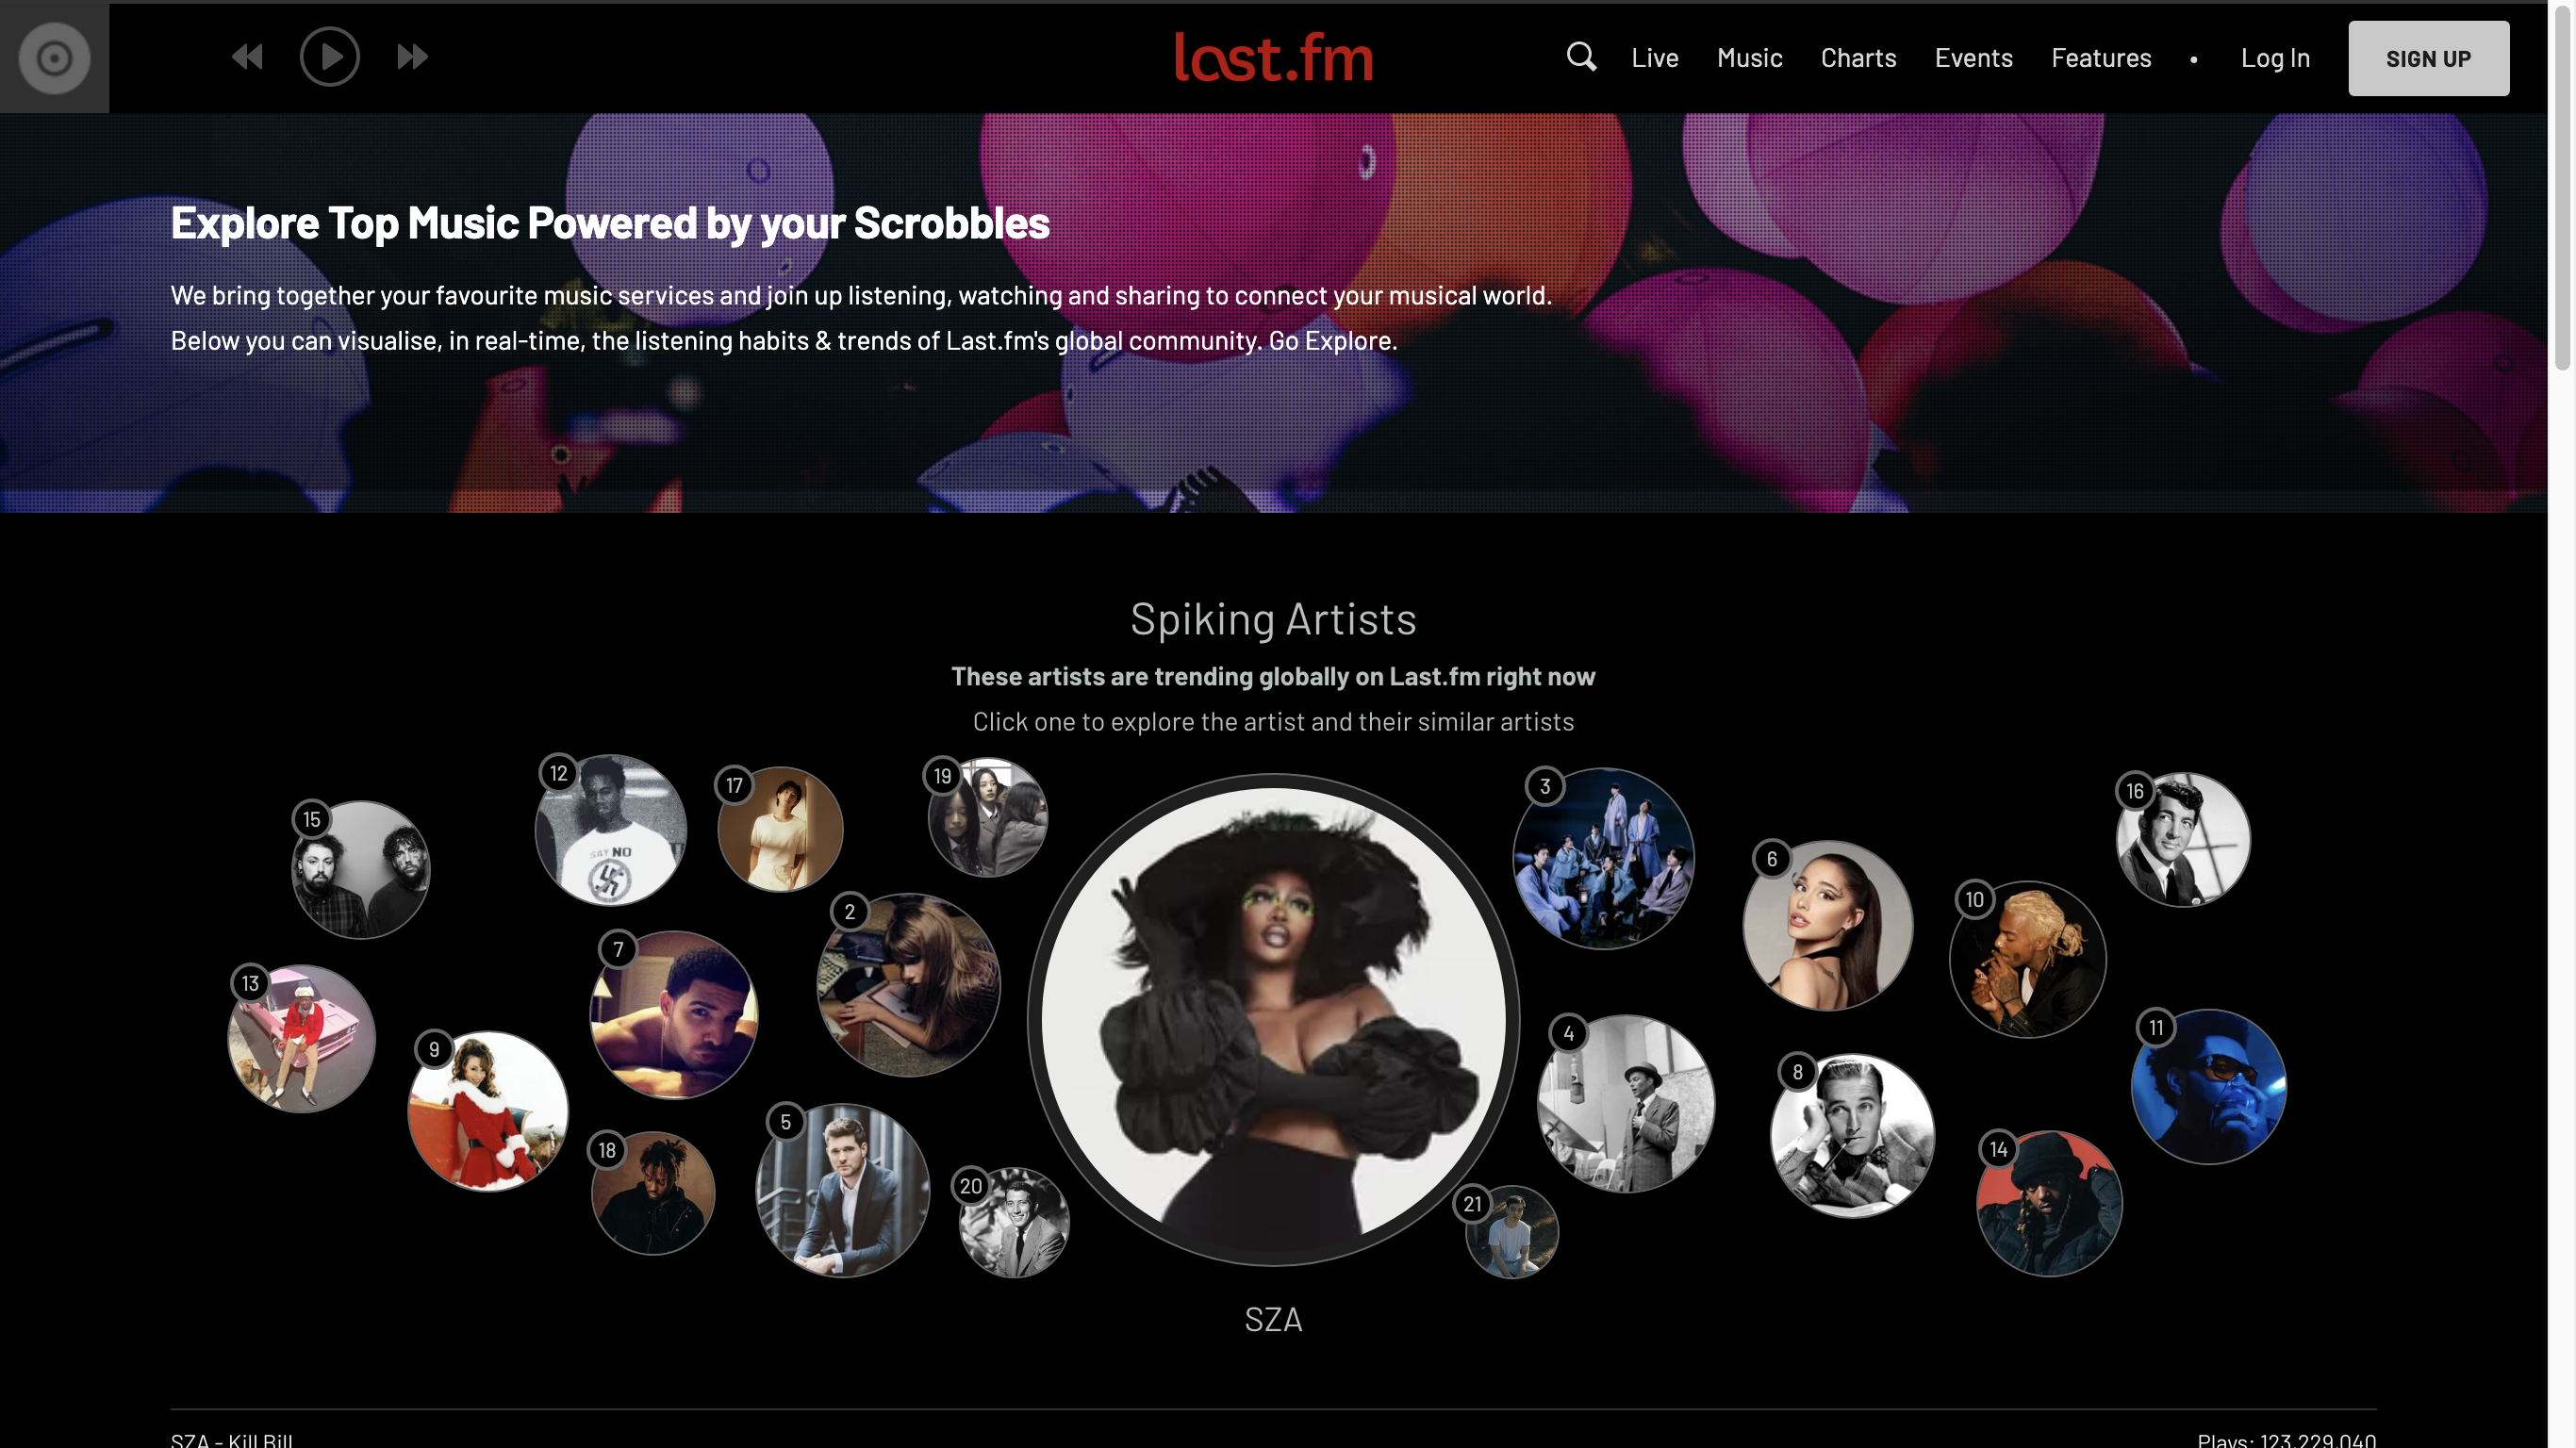 last.fm
Live Music Charts Events Features • Log In SIGN UP
Explore Top Music Powered by your Scrobbles
We bring together your favourite music services and join up listening, watching and sharing to connect your musical world.
Below you can visualise, in real-time, the listening habits & trends of Last.fm's global community. Go Explore.
Spiking Artists
These artists are trending globally on Last.fm right now
Click one to explore the artist and their similar artists
12
17
19
3
16
15
SAY NO
6
2
10
7
13
11
4
9
8
5
18
14
20
21
SZA
SZA - Kill Bill
Plays: 123,229,040